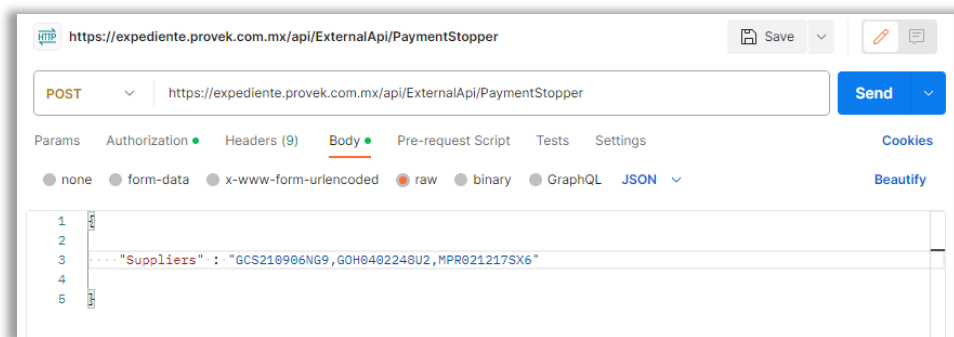 HTTP https://expediente.provek.com.mx/api/ExternalApi/PaymentStopper Save
POST https://expediente.provek.com.mx/api/ExternalApi/PaymentStopper Send
Params Authorization Headers (9) Body Pre-request Script Tests Settings Cookies
none form-data x-www-form-urlencoded raw binary GraphQL JSON Beautify
1 {
2
3 "Suppliers" : "GCS210906NG9,GOH0402248U2,MPR021217SX6"
4
5 }